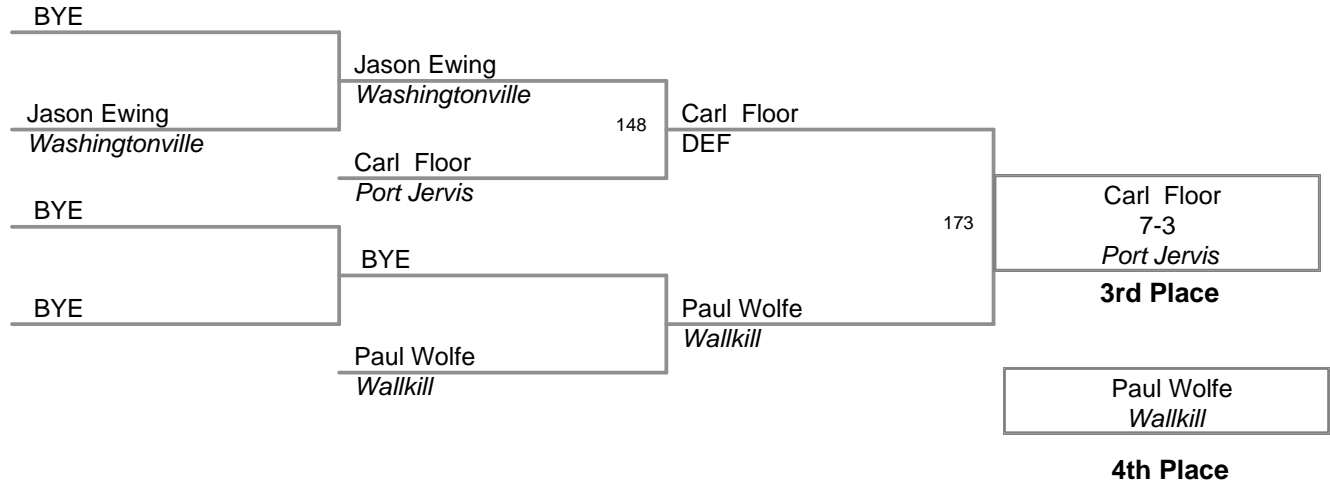 BYE
Jason Ewing
Washingtonville
Jason Ewing
Washingtonville
148
Carl Floor
DEF
Carl Floor
Port Jervis
BYE
173
Carl Floor
7-3
Port Jervis
3rd Place
BYE
BYE
Paul Wolfe
Wallkill
Paul Wolfe
Wallkill
Paul Wolfe
Wallkill
4th Place